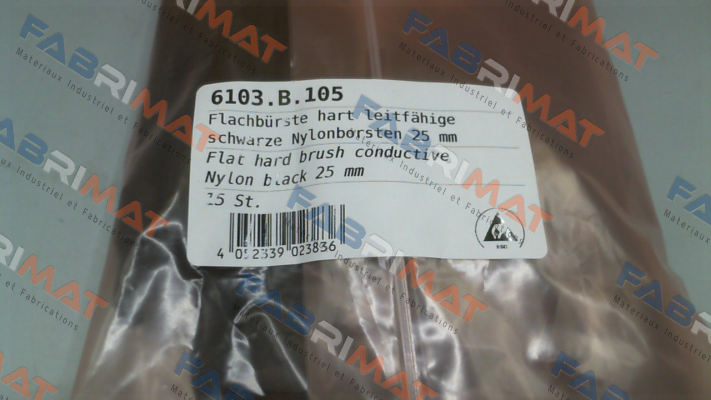 6103.B.105
Flachbürste hart leitfähige
schwarze Nylonborsten 25 mm
Flat hard brush conductive
Nylon black 25 mm
15 St.
4 052339 023836
FABRIMAT
Materiaux Industriel et Fabrications